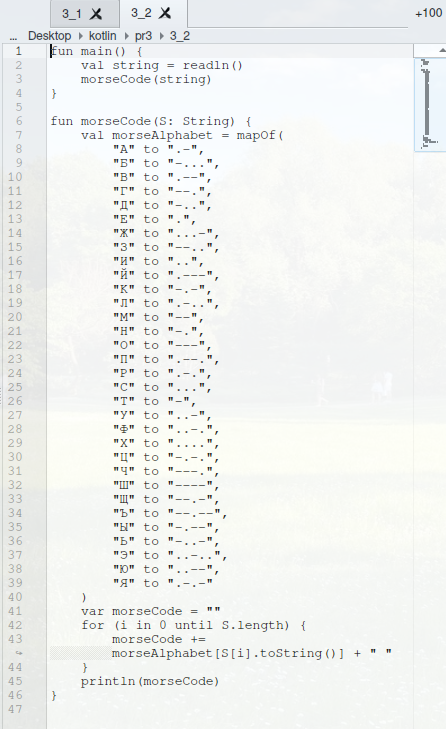 3_1 3_2 +100
... Desktop kotlin pr3 3_2
1 fun main() {
2     val string = readln()
3     morseCode(string)
4 }
5
6 fun morseCode(S: String) {
7     val morseAlphabet = mapOf(
8         "А" to ".-",
9         "Б" to "-...",
10         "В" to ".--",
11         "Г" to "--.",
12         "Д" to "-..",
13         "Е" to ".",
14         "Ж" to "...-",
15         "З" to "--..",
16         "И" to "..",
17         "Й" to ".---",
18         "К" to "-.-",
19         "Л" to ".-..",
20         "М" to "--",
21         "Н" to "-.",
22         "О" to "---",
23         "П" to ".--.",
24         "Р" to ".-.",
25         "С" to "...",
26         "Т" to "-",
27         "У" to "..-",
28         "Ф" to "..-.",
29         "Х" to "....",
30         "Ц" to "-.-.",
31         "Ч" to "---.",
32         "Ш" to "----",
33         "Щ" to "--.-",
34         "Ъ" to "--.--",
35         "Ы" to "-.--",
36         "Ь" to "-..-",
37         "Э" to "..-..",
38         "Ю" to "..--",
39         "Я" to ".-.-"
40     )
41     var morseCode = ""
42     for (i in 0 until S.length) {
43         morseCode +=
morseAlphabet[S[i].toString()] + " "
44     }
45     println(morseCode)
46 }
47